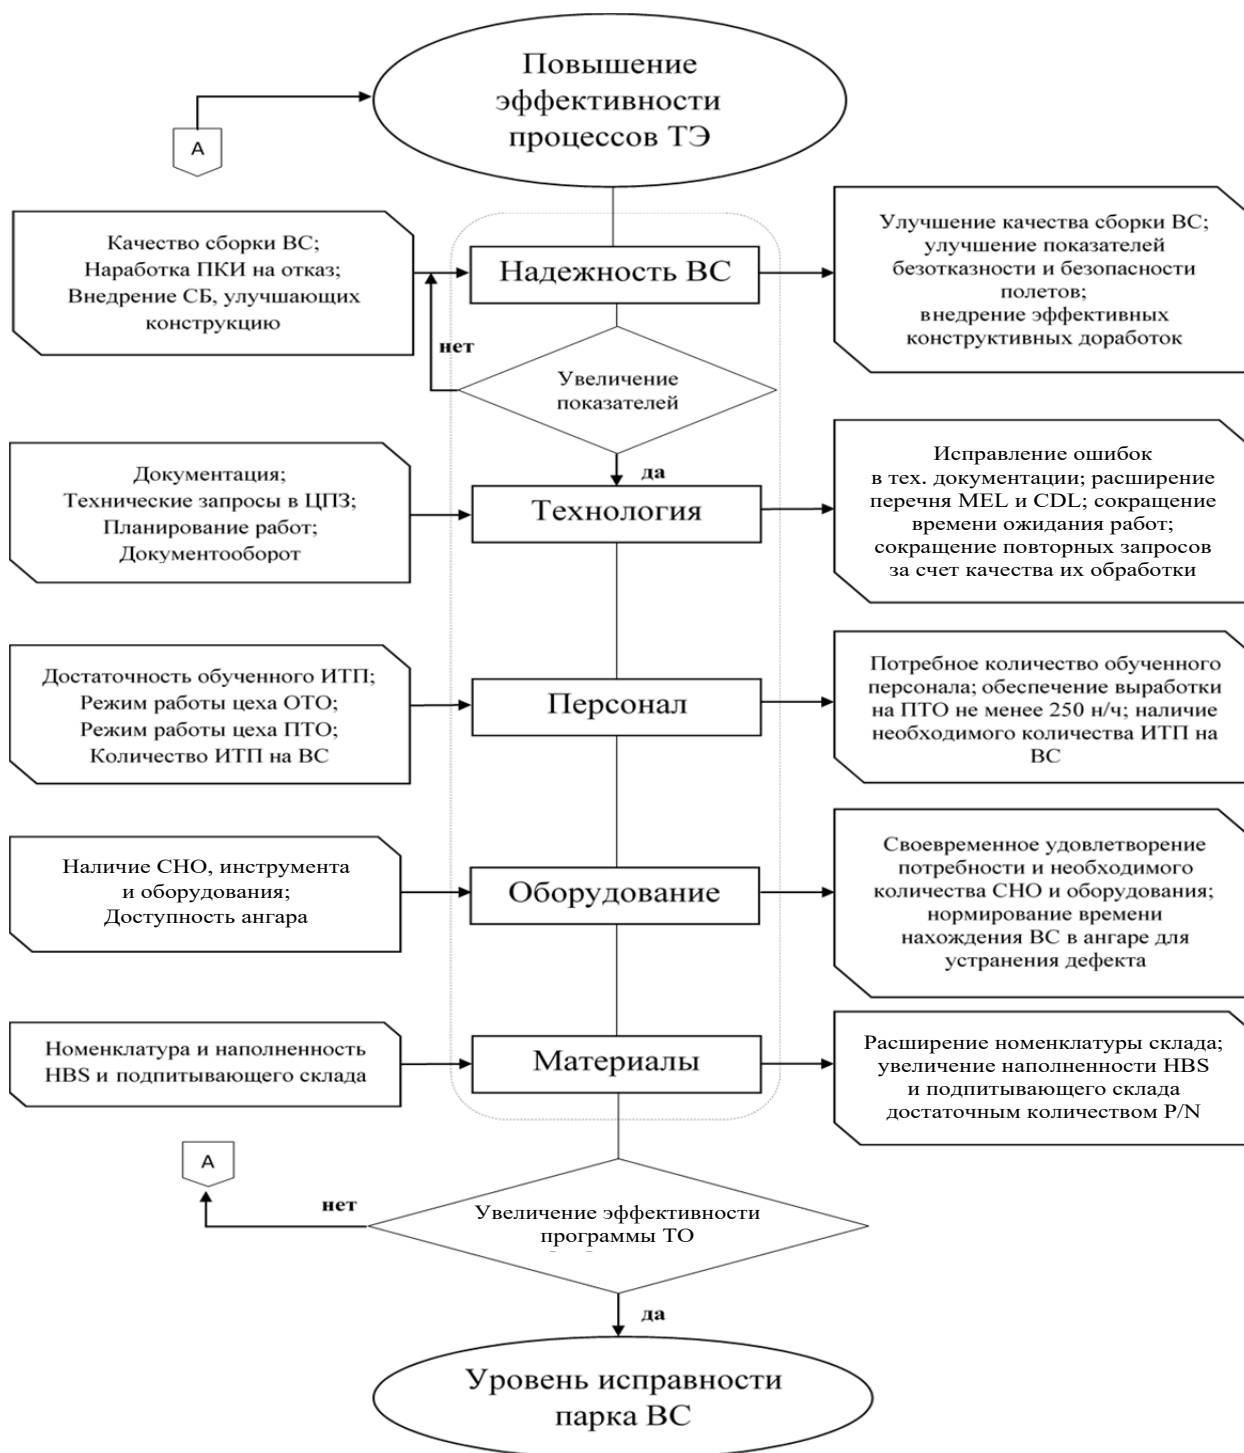 Повышение
эффективности
процессов ТЭ
А
Качество сборки ВС;
Наработка ПКИ на отказ;
Внедрение СБ, улучшающих
конструкцию
Надежность ВС
Улучшение качества сборки ВС;
улучшение показателей
безотказности и безопасности
полетов;
внедрение эффективных
конструктивных доработок
нет
Увеличение
показателей
да
Документация;
Технические запросы в ЦПЗ;
Планирование работ;
Документооборот
Технология
Исправление ошибок
в тех. документации; расширение
перечня MEL и CDL; сокращение
времени ожидания работ;
сокращение повторных запросов
за счет качества их обработки
Достаточность обученного ИТП;
Режим работы цеха ОТО;
Режим работы цеха ПТО;
Количество ИТП на ВС
Персонал
Потребное количество обученного
персонала; обеспечение выработки
на ПТО не менее 250 н/ч; наличие
необходимого количества ИТП на
ВС
Наличие СНО, инструмента
и оборудования;
Доступность ангара
Оборудование
Своевременное удовлетворение
потребности и необходимого
количества СНО и оборудования;
нормирование времени
нахождения ВС в ангаре для
устранения дефекта
Номенклатура и наполненность
HBS и подпитывающего склада
Материалы
Расширение номенклатуры склада;
увеличение наполненности HBS
и подпитывающего склада
достаточным количеством P/N
А
нет
Увеличение эффективности
программы ТО
да
Уровень исправности
парка ВС